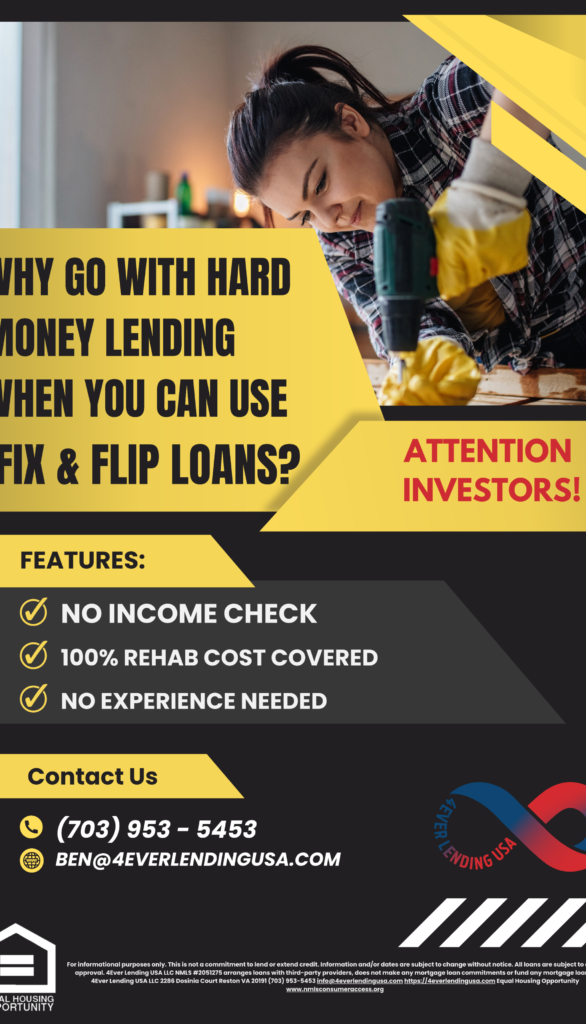 WHY GO WITH HARD
MONEY LENDING
WHEN YOU CAN USE
FIX & FLIP LOANS?
ATTENTION
INVESTORS!
FEATURES:
NO INCOME CHECK
100% REHAB COST COVERED
NO EXPERIENCE NEEDED
Contact Us
(703) 953 - 5453
BEN@4EVERLENDINGUSA.COM
4EVER LENDING USA
For informational purposes only. This is not a commitment to lend or extend credit. Information and/or dates are subject to change without notice. All loans are subject to
approval. 4Ever Lending USA LLC NMLS #2051275 arranges loans with third-party providers, does not make any mortgage loan commitments or fund any mortgage
4Ever Lending USA LLC 2286 Dosinia Court Reston VA 20191 (703) 953-5453 info@4everlendingusa.com https://4everlendingusa.com Equal Housing Opportunity
www.nmlsconsumeraccess.org
AL HOUSING
PORTUNITY